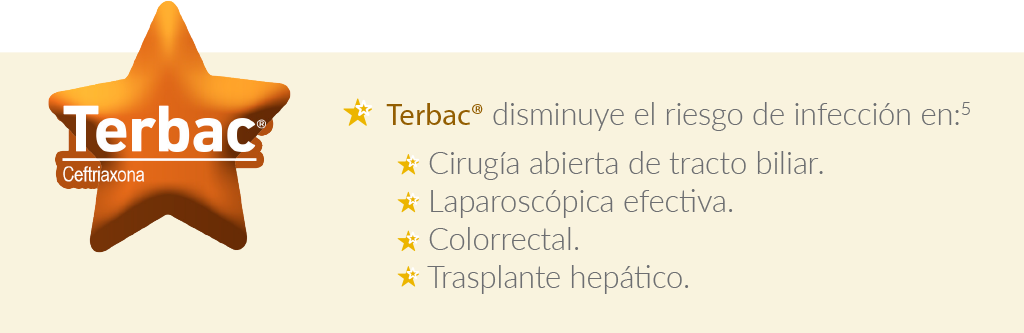 Terbac®
Ceftriaxona
Terbac® disminuye el riesgo de infección en:⁵
Cirugía abierta de tracto biliar.
Laparoscópica efectiva.
Colorrectal.
Trasplante hepático.